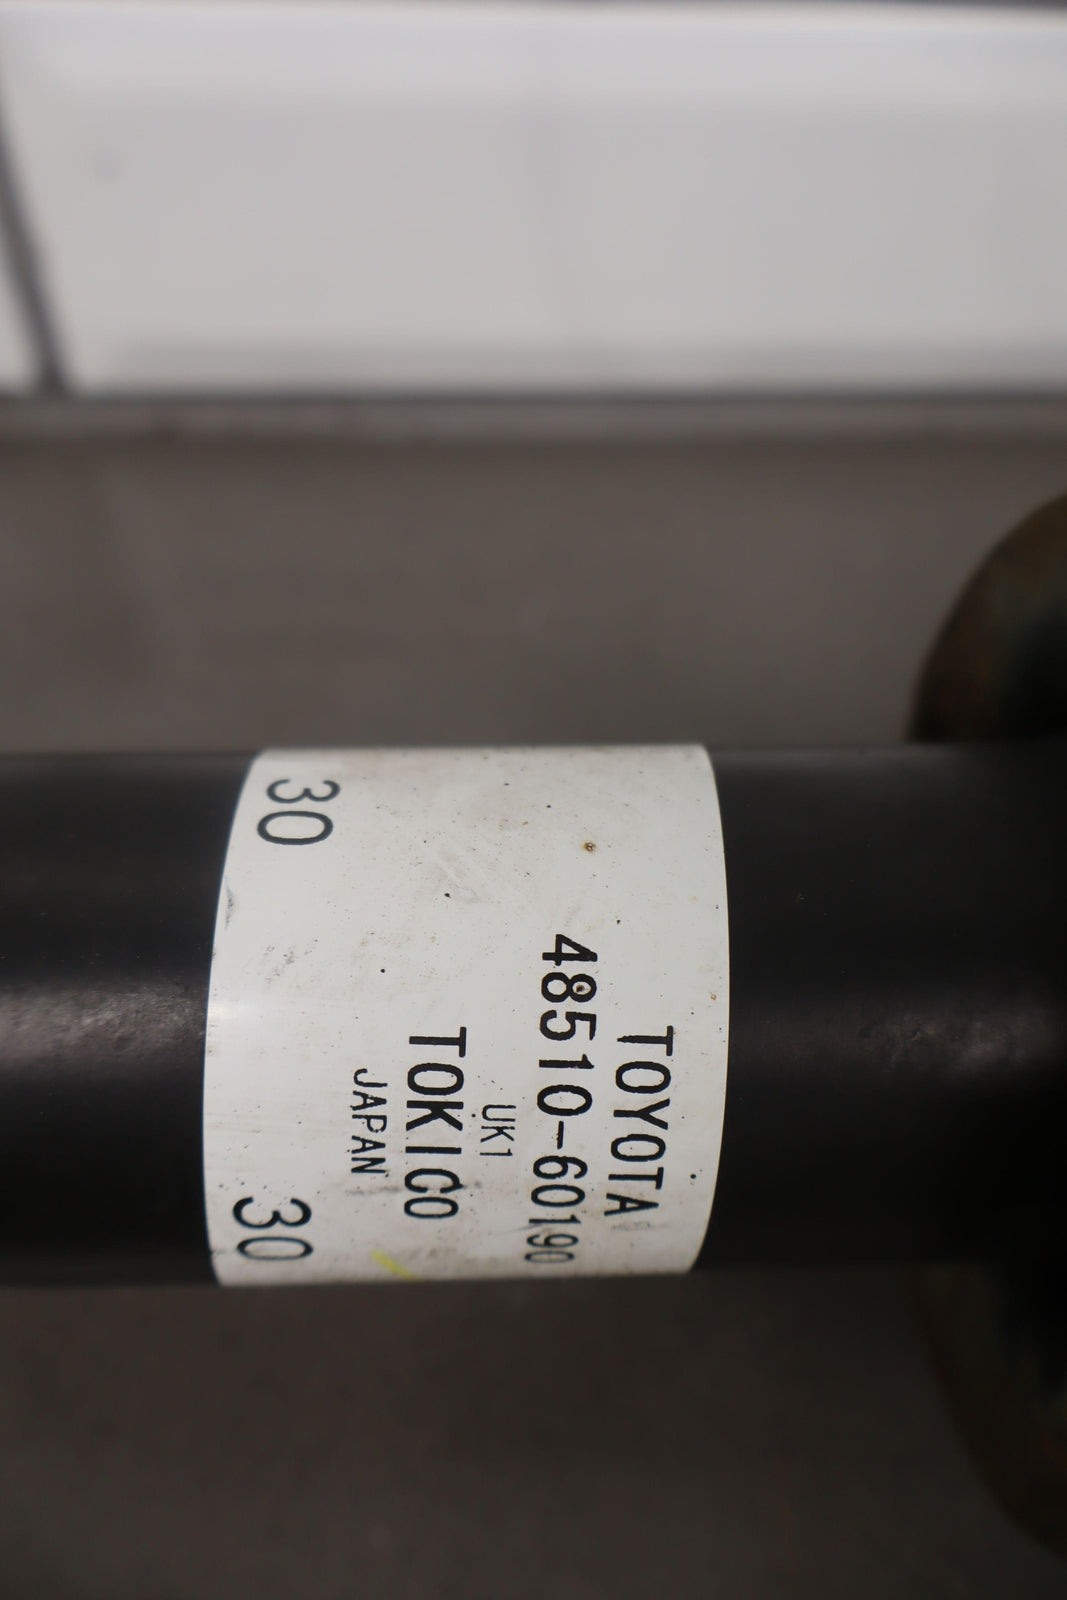 TOYOTA
48510-60190
UK1
TOKICO
JAPAN
30
30